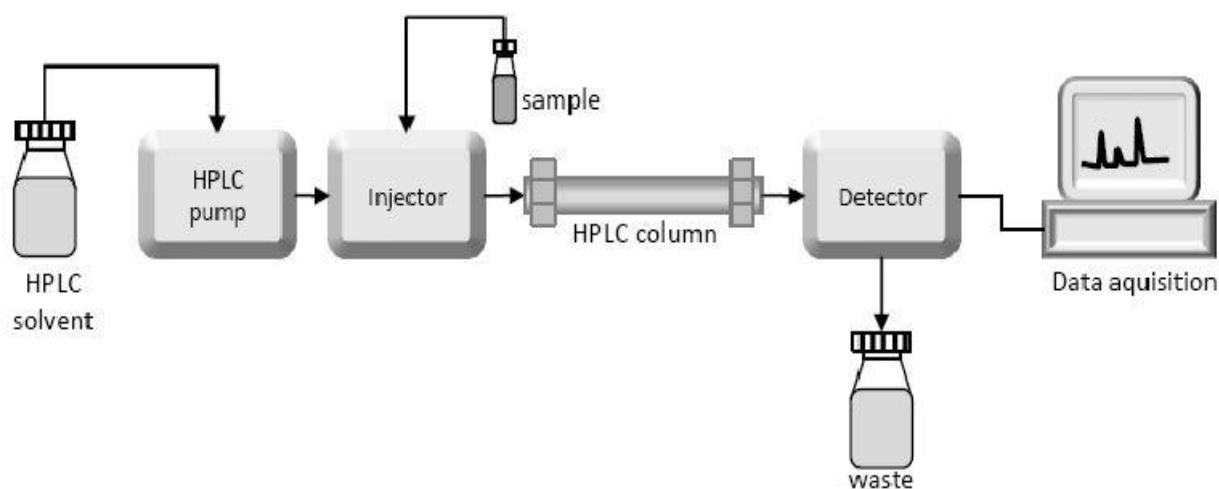 HPLC
solvent
HPLC
pump
Injector
sample
HPLC column
Detector
Data aquisition
waste